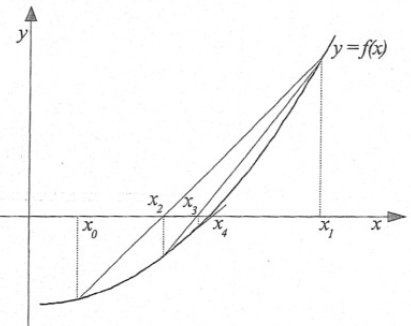 y
y = f(x)
x₂
x₃
x₀
x₄
x₁
x